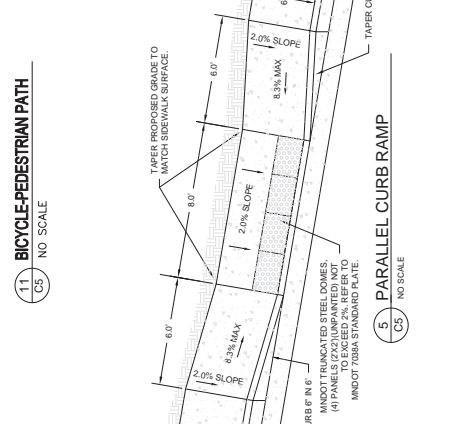 11
C5
BICYCLE-PEDESTRIAN PATH
NO SCALE
TAPER PROPOSED GRADE TO
MATCH SIDEWALK SURFACE.
6.0'
8.0'
6.0'
2.0% SLOPE
8.3% MAX
2.0% SLOPE
8.3% MAX
2.0% SLOPE
MNDOT TRUNCATED STEEL DOMES,
(4) PANELS (2'X2')(UNPAINTED) NOT
TO EXCEED 2%. REFER TO
MNDOT 7038A STANDARD PLATE.
IN 6'
TAPER
5
C5
PARALLEL CURB RAMP
NO SCALE